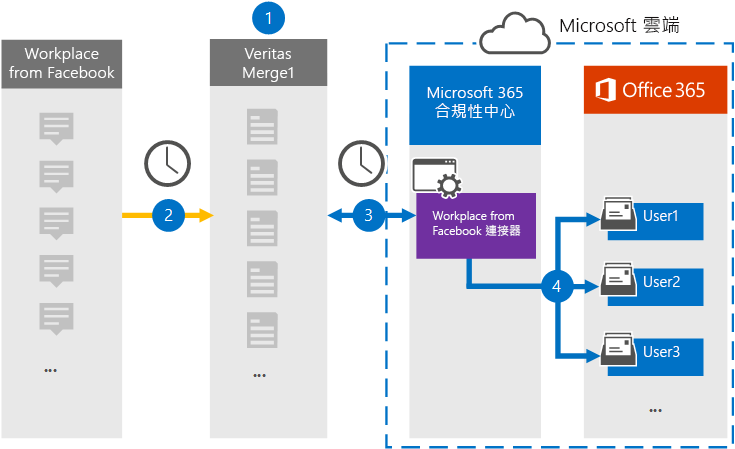 1
Microsoft 雲端
Workplace
from Facebook
Veritas
Merge1
Microsoft 365
合規性中心
Office 365
2
3
Workplace from
Facebook 連接器
4
User1
User2
User3
...
...
...